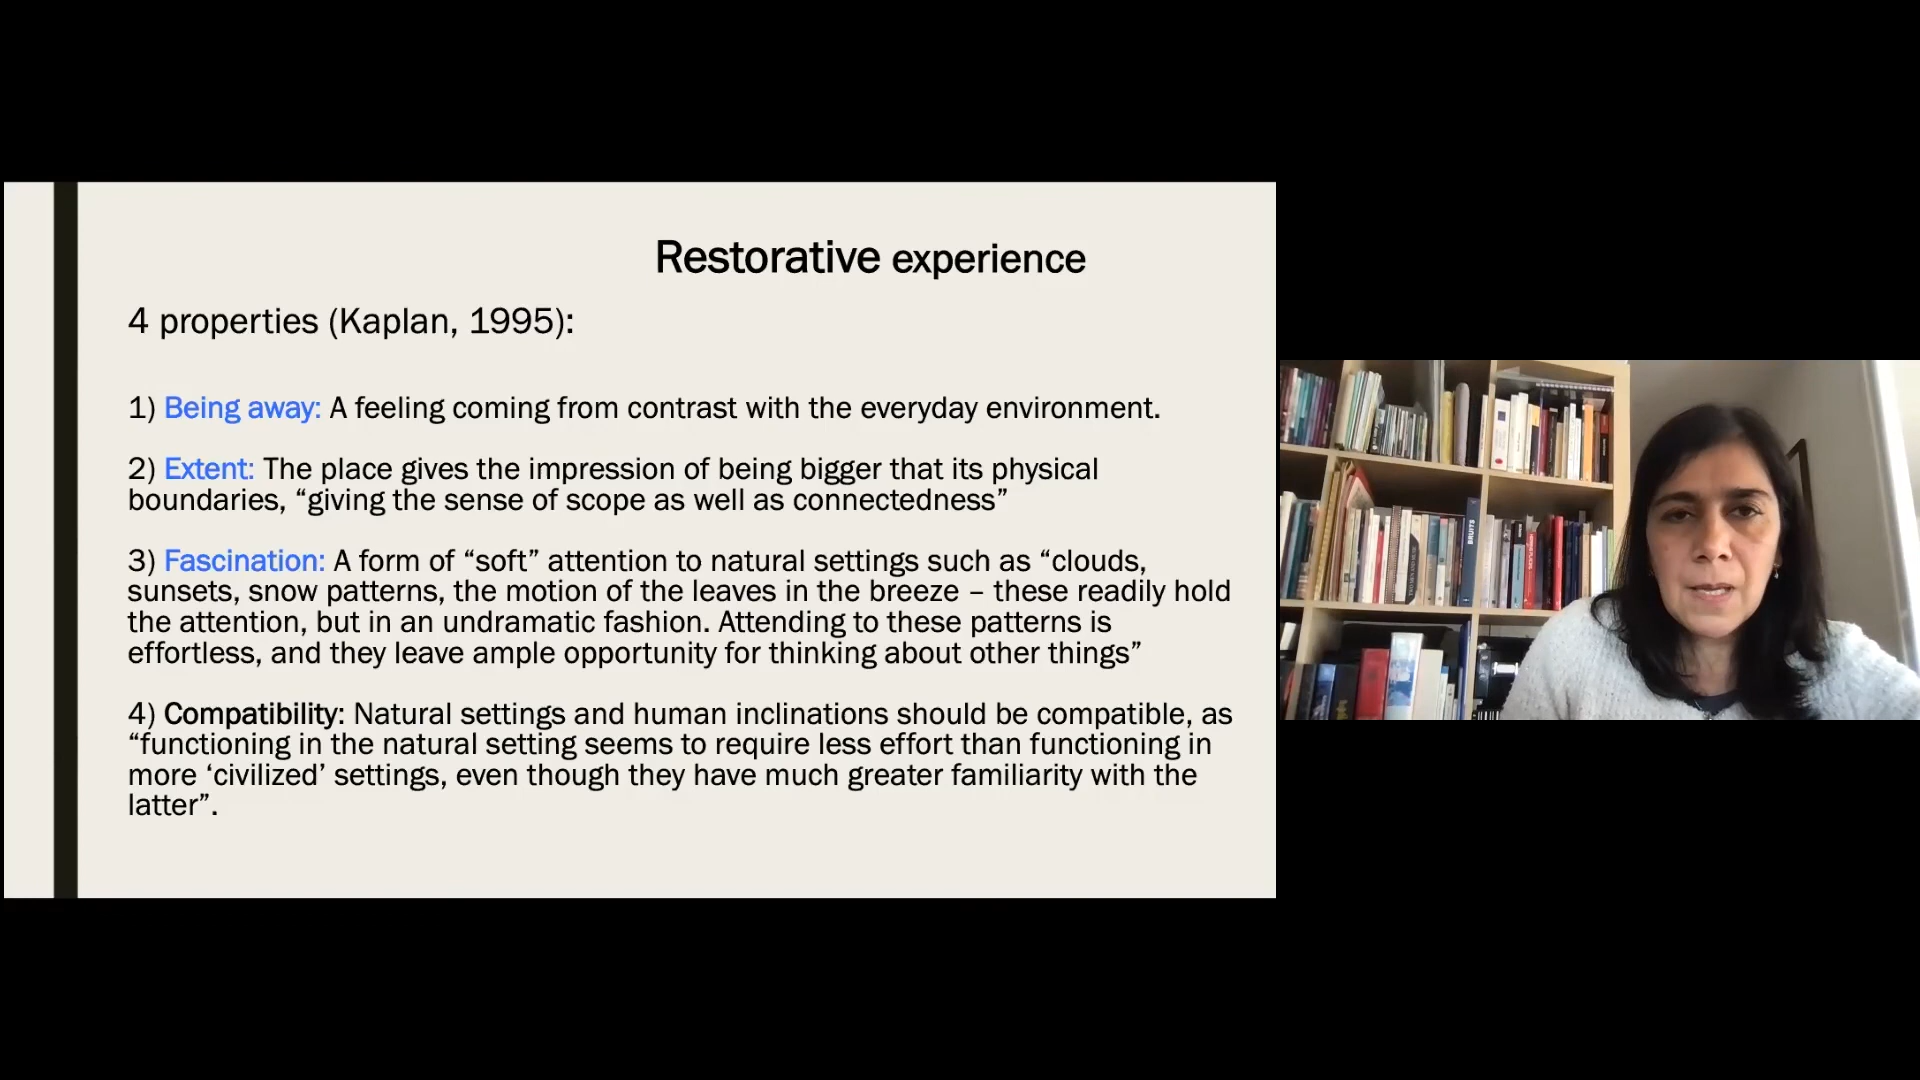 Restorative experience
4 properties (Kaplan, 1995):
1) Being away: A feeling coming from contrast with the everyday environment.
2) Extent: The place gives the impression of being bigger that its physical
boundaries, “giving the sense of scope as well as connectedness”
3) Fascination: A form of “soft” attention to natural settings such as “clouds,
sunsets, snow patterns, the motion of the leaves in the breeze – these readily hold
the attention, but in an undramatic fashion. Attending to these patterns is
effortless, and they leave ample opportunity for thinking about other things”
4) Compatibility: Natural settings and human inclinations should be compatible, as
“functioning in the natural setting seems to require less effort than functioning in
more ‘civilized’ settings, even though they have much greater familiarity with the
latter”.
BRUITS